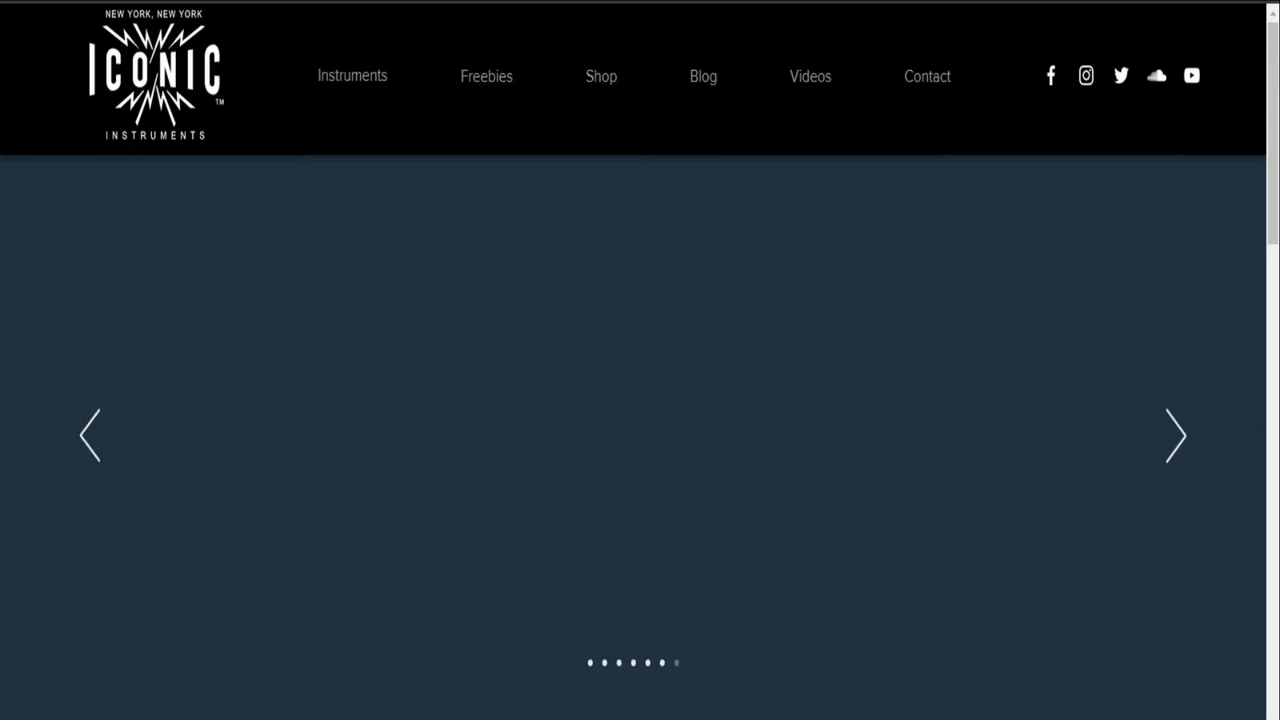 NEW YORK, NEW YORK
ICONIC
TM
INSTRUMENTS
Instruments
Freebies
Shop
Blog
Videos
Contact